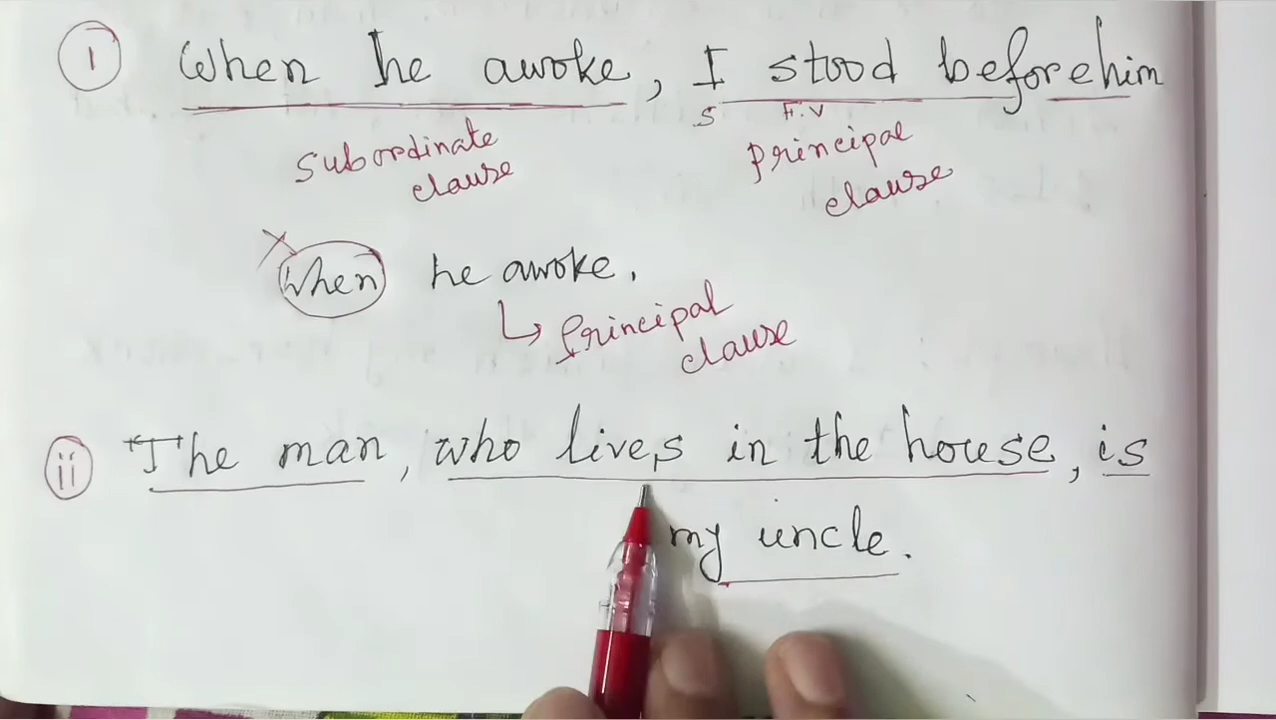 1 When he awoke, I stood before him
S F.V
Subordinate clause
Principal clause
When he awoke.
Principal clause
ii The man, who lives in the house, is
my uncle.